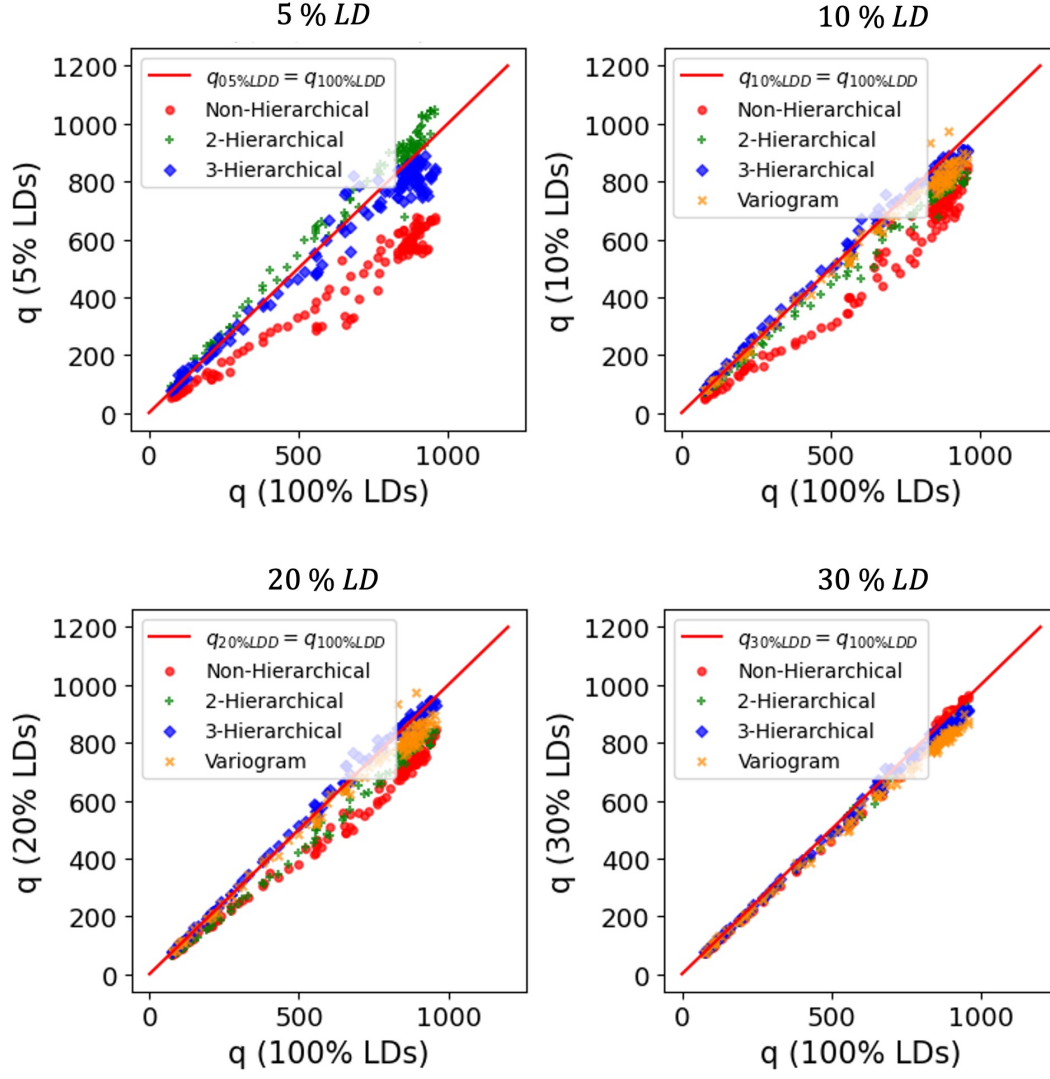 5 % LD
q05%LDD = q100%LDD
Non-Hierarchical
2-Hierarchical
3-Hierarchical
1200
1000
800
600
400
200
0
q (5% LDs)
0 500 1000
q (100% LDs)
10 % LD
q10%LDD = q100%LDD
Non-Hierarchical
2-Hierarchical
3-Hierarchical
Variogram
1200
1000
800
600
400
200
0
q (10% LDs)
0 500 1000
q (100% LDs)
20 % LD
q20%LDD = q100%LDD
Non-Hierarchical
2-Hierarchical
3-Hierarchical
Variogram
1200
1000
800
600
400
200
0
q (20% LDs)
0 500 1000
q (100% LDs)
30 % LD
q30%LDD = q100%LDD
Non-Hierarchical
2-Hierarchical
3-Hierarchical
Variogram
1200
1000
800
600
400
200
0
q (30% LDs)
0 500 1000
q (100% LDs)